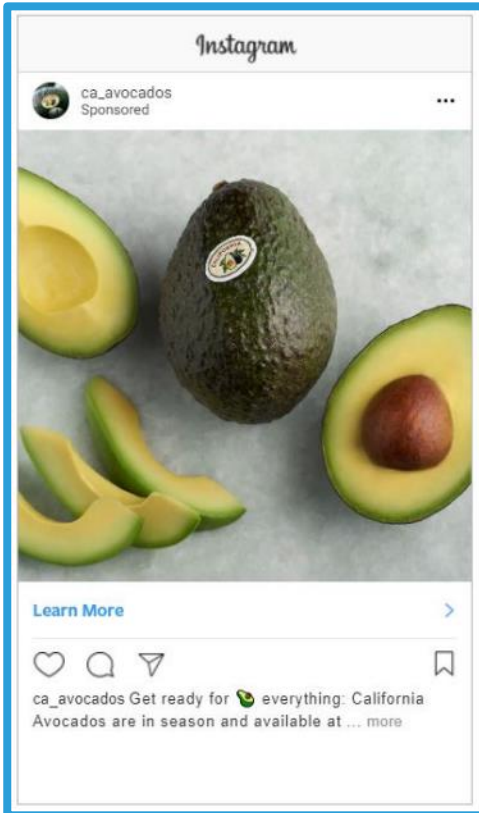 Instagram
ca_avocados
Sponsored
CALIFORNIA
Learn More
ca_avocados Get ready for 🥑 everything: California
Avocados are in season and available at ... more